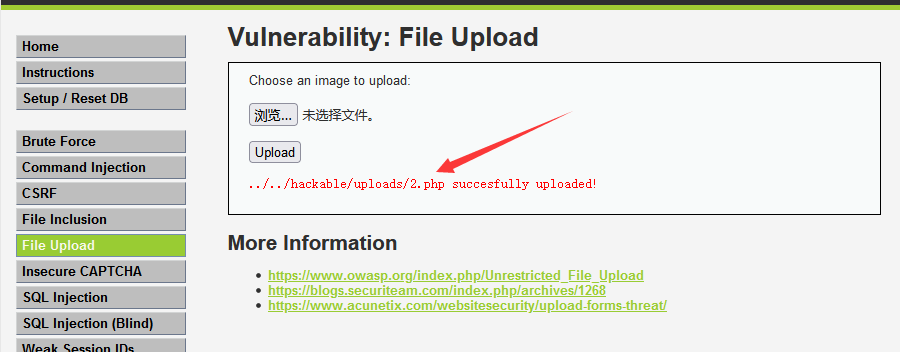 Home
Instructions
Setup / Reset DB
Brute Force
Command Injection
CSRF
File Inclusion
File Upload
Insecure CAPTCHA
SQL Injection
SQL Injection (Blind)
Weak Session IDs
Vulnerability: File Upload
Choose an image to upload:
浏览... 未选择文件。
Upload
../../hackable/uploads/2.php succesfully uploaded!
More Information
https://www.owasp.org/index.php/Unrestricted_File_Upload
https://blogs.securiteam.com/index.php/archives/1268
https://www.acunetix.com/websitesecurity/upload-forms-threat/